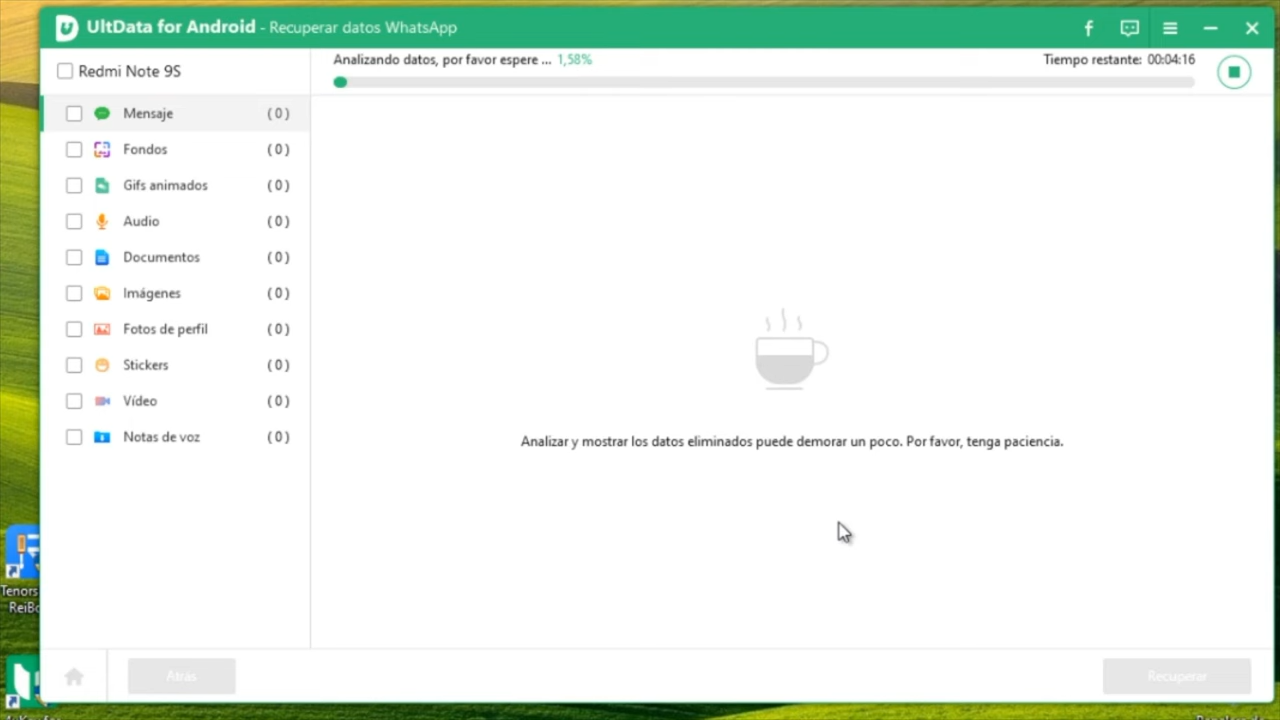 UltData for Android - Recuperar datos WhatsApp
Redmi Note 9S
Analizando datos, por favor espere ... 1,58%
Tiempo restante: 00:04:16
Mensaje (0)
Fondos (0)
Gifs animados (0)
Audio (0)
Documentos (0)
Imágenes (0)
Fotos de perfil (0)
Stickers (0)
Vídeo (0)
Notas de voz (0)
Analizar y mostrar los datos eliminados puede demorar un poco. Por favor, tenga paciencia.
Atrás
Recuperar